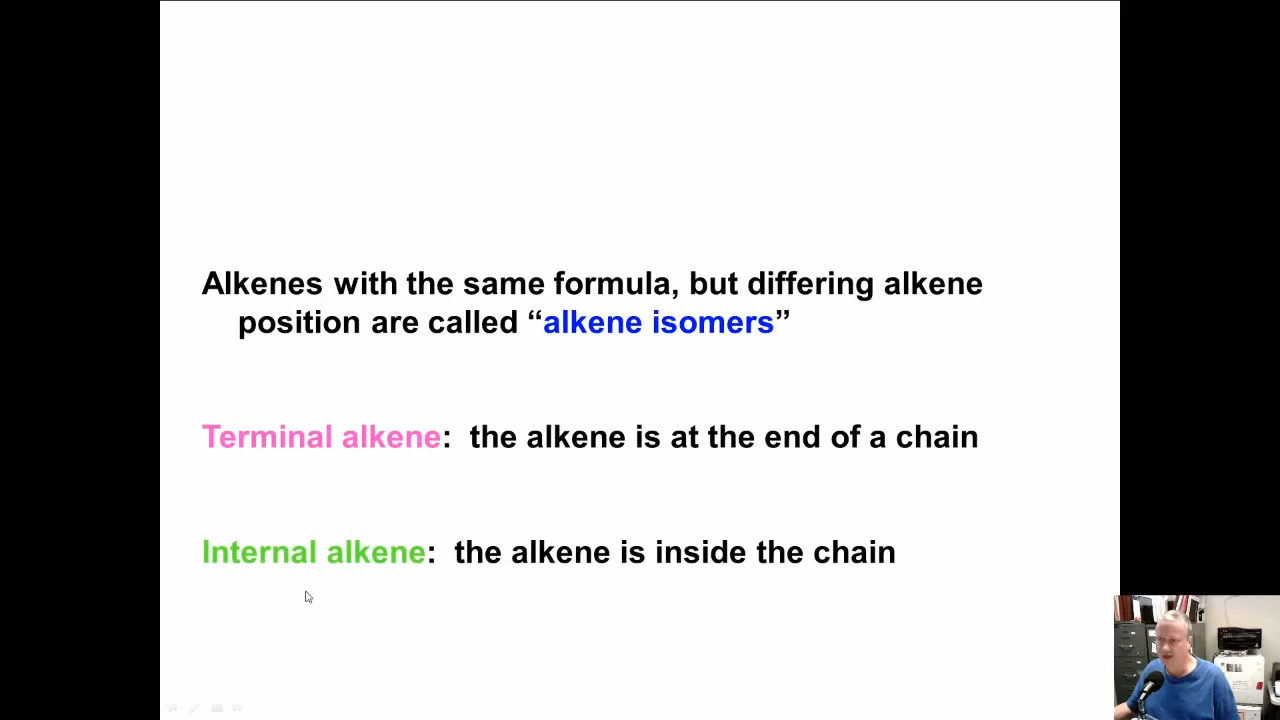 Alkenes with the same formula, but differing alkene
position are called “alkene isomers”
Terminal alkene:  the alkene is at the end of a chain
Internal alkene:  the alkene is inside the chain